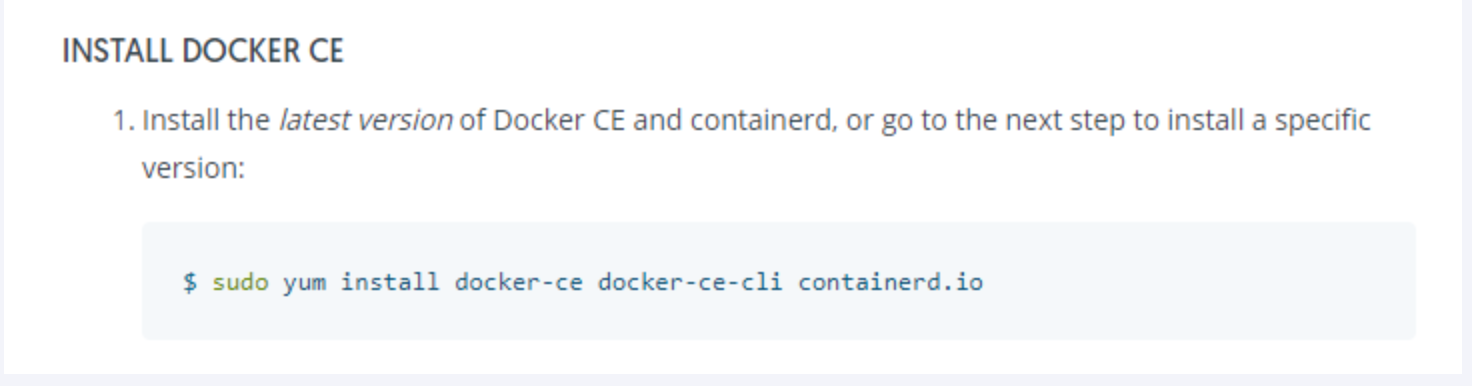 INSTALL DOCKER CE
1. Install the latest version of Docker CE and containerd, or go to the next step to install a specific
version:
$ sudo yum install docker-ce docker-ce-cli containerd.io